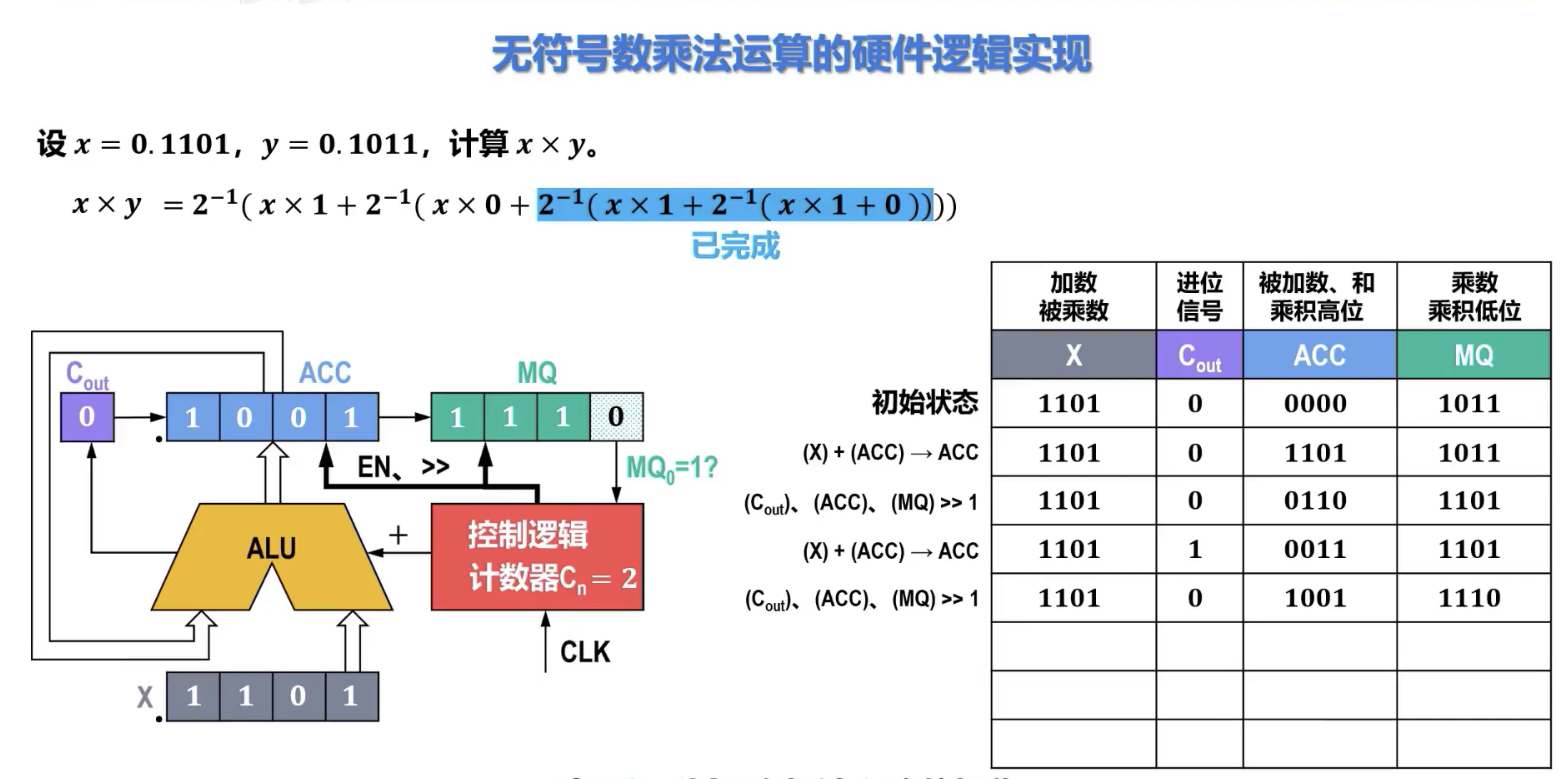 无符号数乘法运算的硬件逻辑实现
设 x = 0.1101, y = 0.1011, 计算 x × y。
x × y = 2⁻¹( x × 1 + 2⁻¹( x × 0 + 2⁻¹( x × 1 + 2⁻¹( x × 1 + 0 ))))
已完成
Cout ACC MQ
0 1 0 0 1 1 1 1 0
EN、 >> MQ₀=1?
ALU + 控制逻辑
计数器Cₙ = 2
CLK
X 1 1 0 1
加数 进位 被加数、和 乘数
被乘数 信号 乘积高位 乘积低位
X Cout ACC MQ
初始状态 1101 0 0000 1011
(X) + (ACC) → ACC 1101 0 1101 1011
(Cout)、 (ACC)、 (MQ) >> 1 1101 0 0110 1101
(X) + (ACC) → ACC 1101 1 0011 1101
(Cout)、 (ACC)、 (MQ) >> 1 1101 0 1001 1110